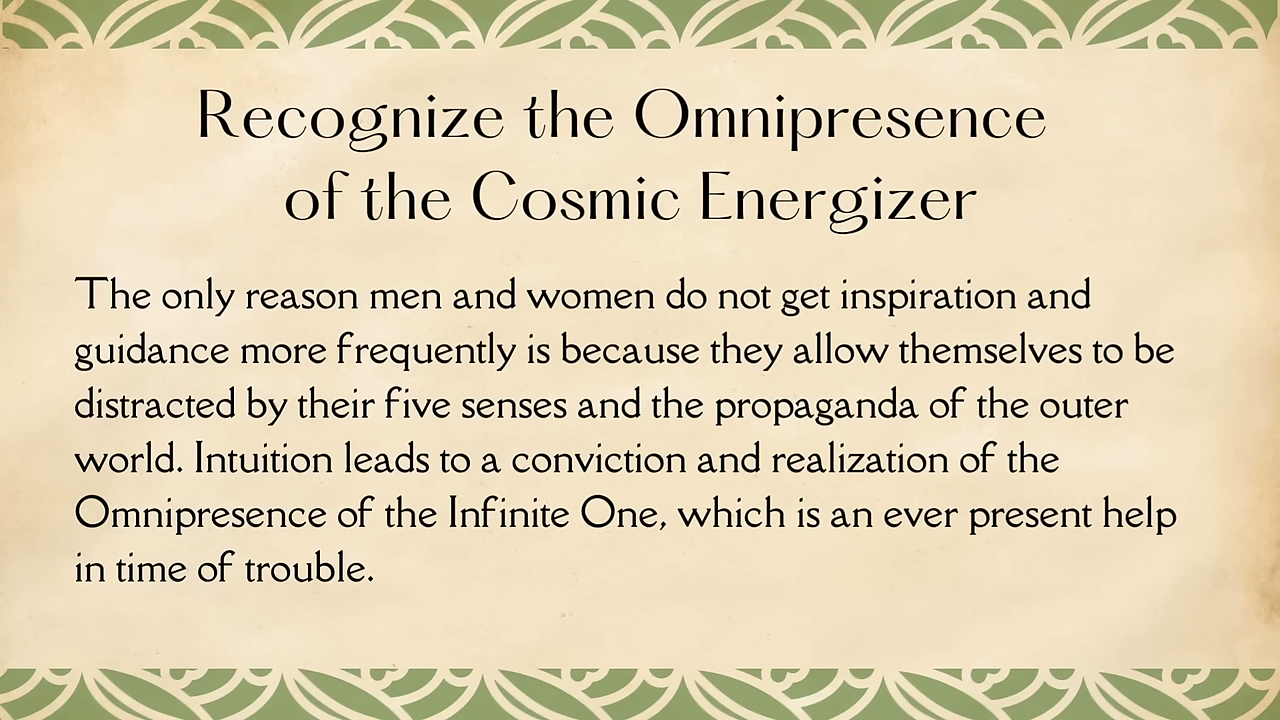 Recognize the Omnipresence
of the Cosmic Energizer
The only reason men and women do not get inspiration and
guidance more frequently is because they allow themselves to be
distracted by their five senses and the propaganda of the outer
world. Intuition leads to a conviction and realization of the
Omnipresence of the Infinite One, which is an ever present help
in time of trouble.